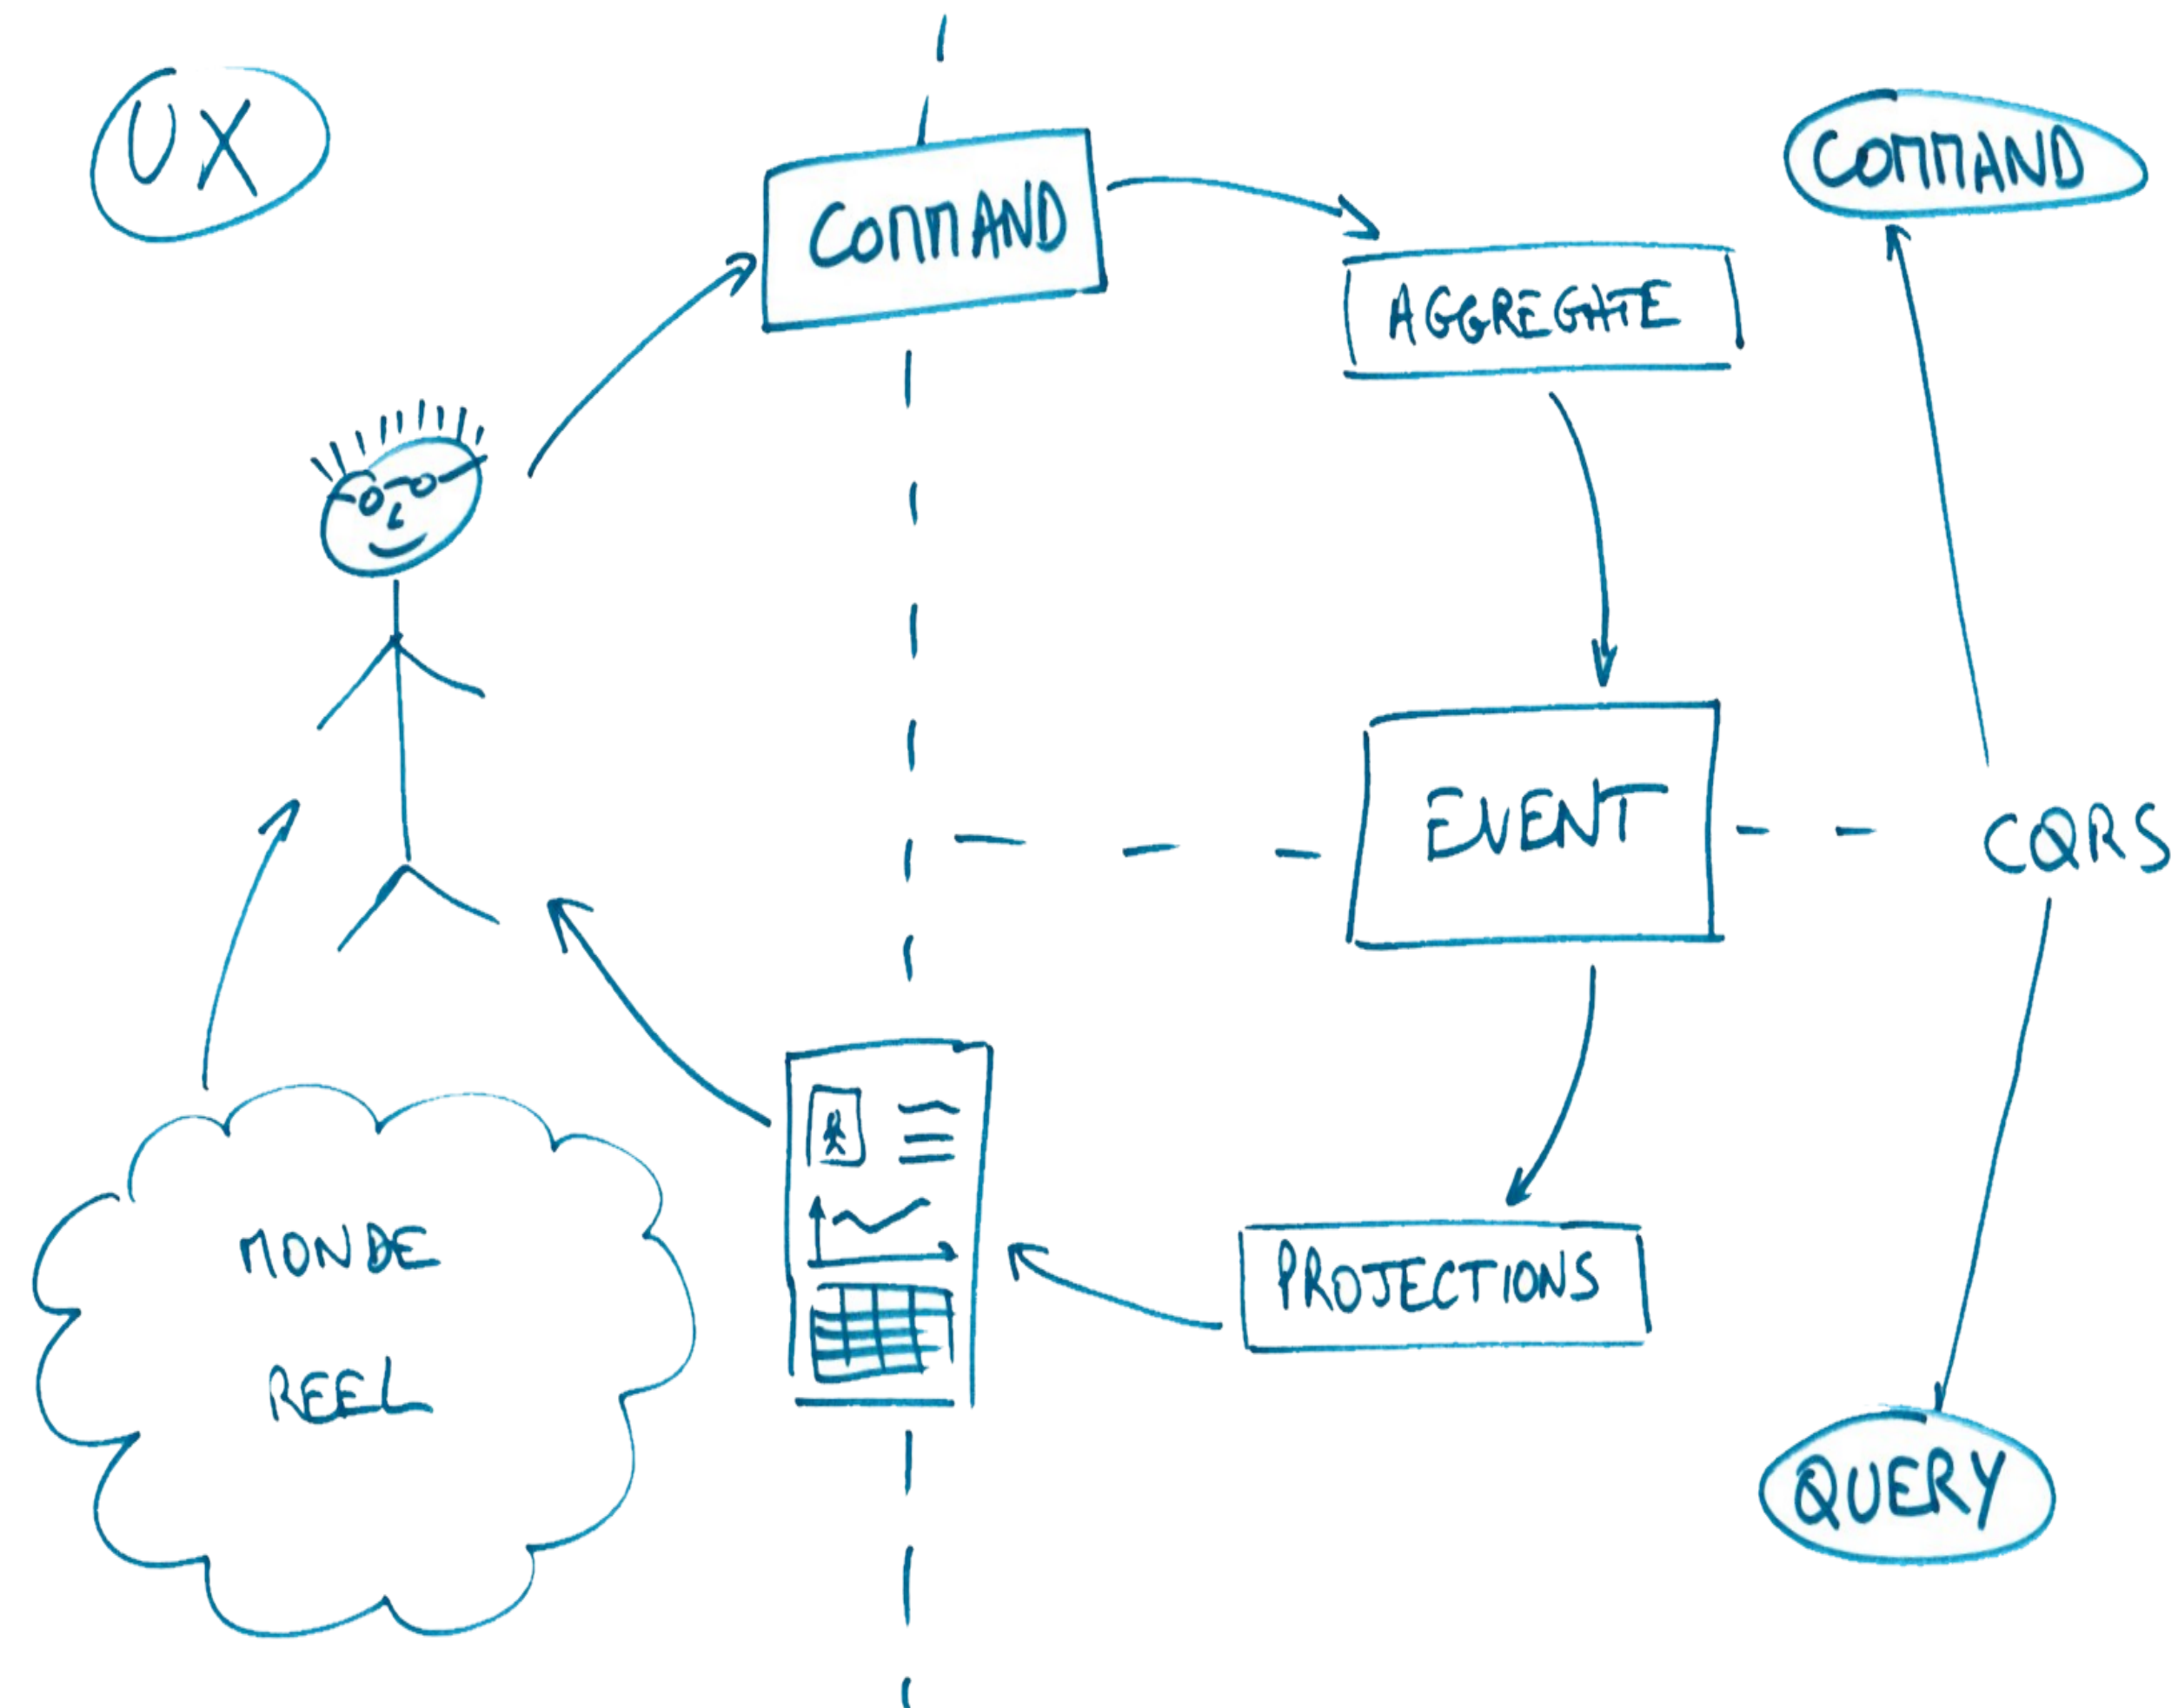 UX
COMMAND
COMMAND
AGGREGATE
EVENT
CQRS
MONDE
REEL
PROJECTIONS
QUERY